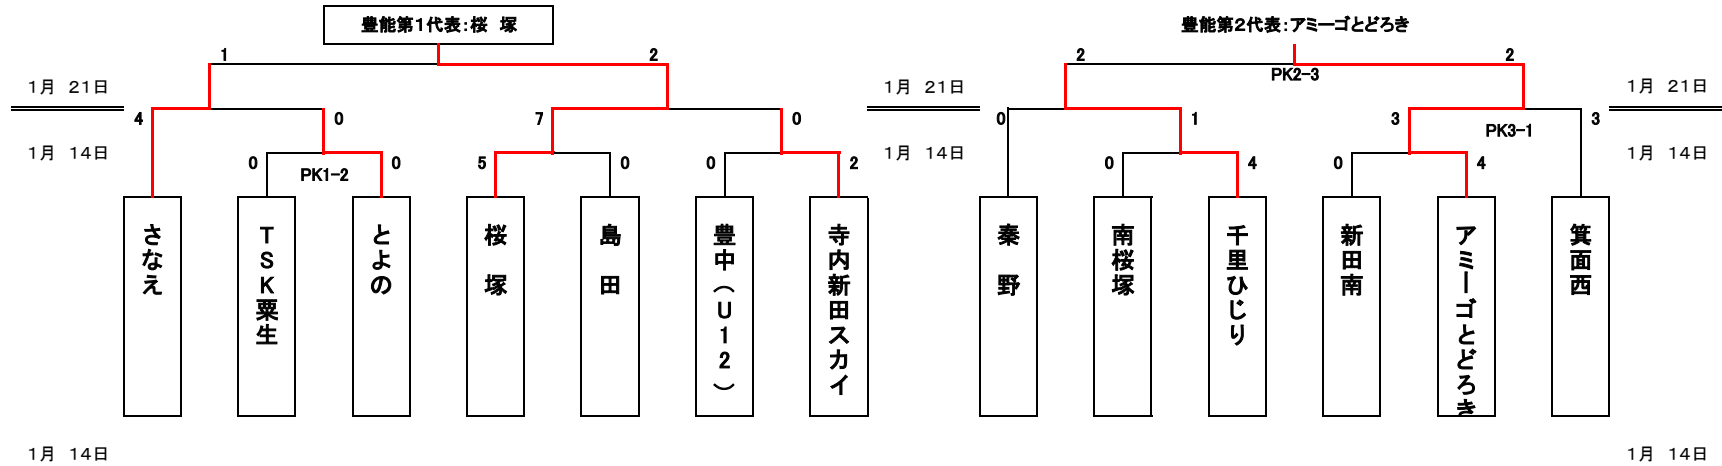 豊能第1代表：桜　塚
豊能第2代表：アミーゴとどろき
1
2
2
2
PK2-3
1月　21日
1月　21日
1月　21日
4
0
7
0
0
1
3
3
PK3-1
1月　14日
1月　14日
1月　14日
0
0
5
0
0
2
0
4
0
4
PK1-2
さなえ
TSK粟生
とよの
桜　塚
島　田
豊中（U12）
寺内新田スカイ
秦　野
南桜塚
千里ひじり
新田南
アミーゴとどろき
箕面西
1月　14日
1月　14日